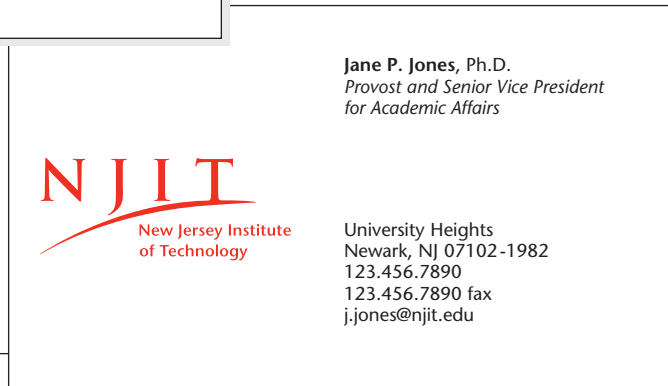 Jane P. Jones, Ph.D.
Provost and Senior Vice President
for Academic Affairs
NJIT
New Jersey Institute
of Technology
University Heights
Newark, NJ 07102-1982
123.456.7890
123.456.7890 fax
j.jones@njit.edu